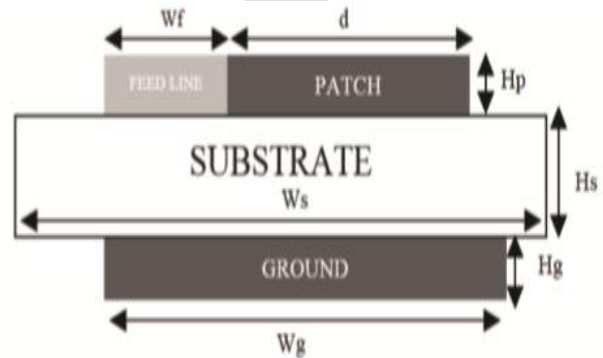 Wf d
FEED LINE PATCH Hp
SUBSTRATE
Ws
Hs
GROUND Hg
Wg